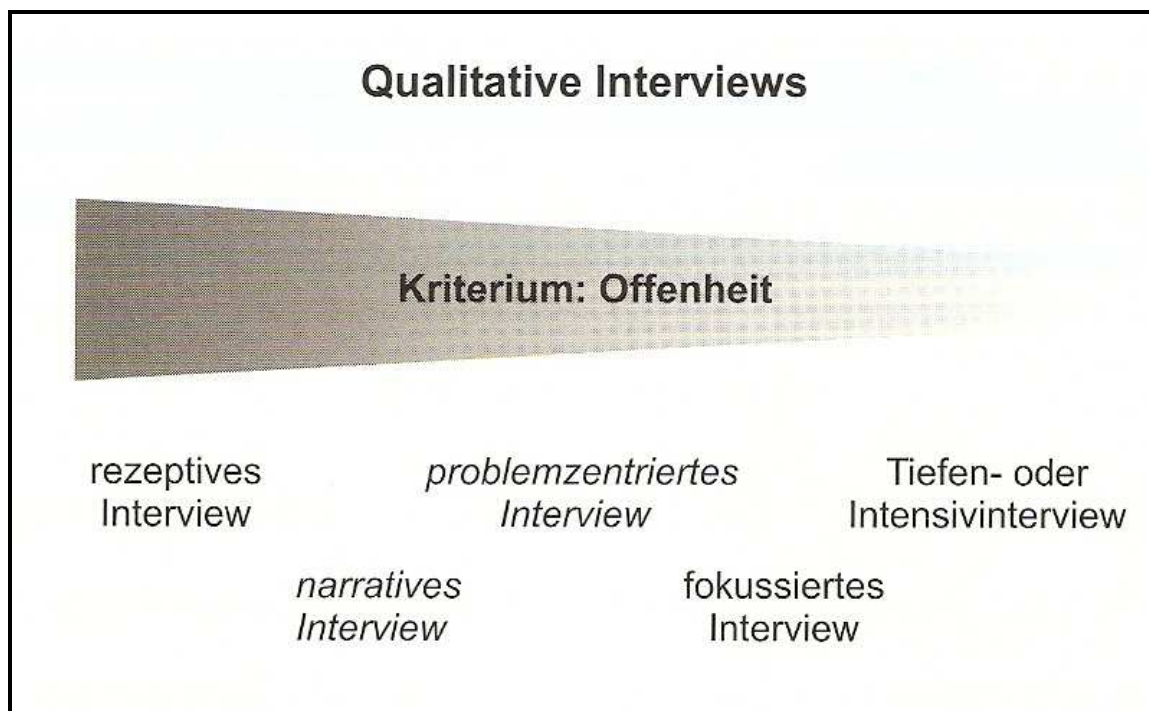 Qualitative Interviews
Kriterium: Offenheit
rezeptives
Interview
problemzentriertes
Interview
Tiefen- oder
Intensivinterview
narratives
Interview
fokussiertes
Interview